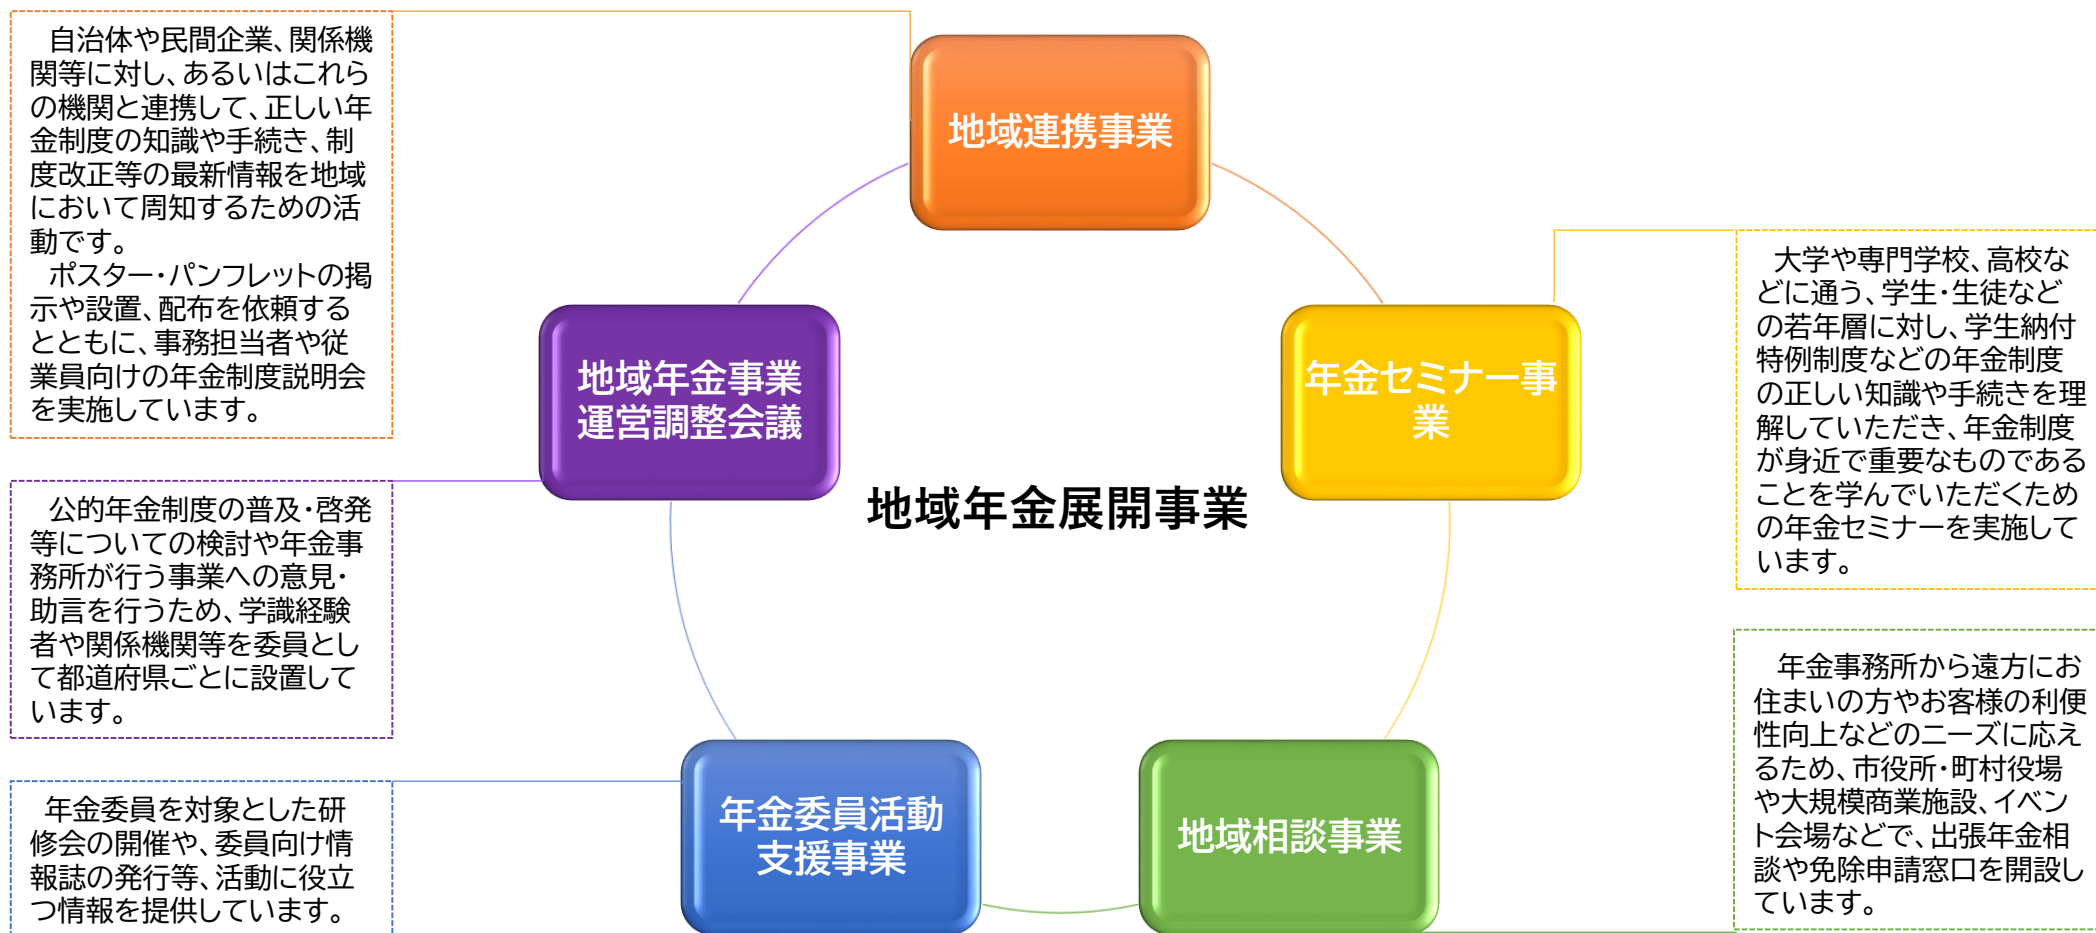 自治体や民間企業、関係機
関等に対し、あるいはこれら
の機関と連携して、正しい年
金制度の知識や手続き、制
度改正等の最新情報を地域
において周知するための活
動です。
ポスター・パンフレットの掲
示や設置、配布を依頼する
とともに、事務担当者や従
業員向けの年金制度説明会
を実施しています。
地域連携事業
大学や専門学校、高校な
どに通う、学生・生徒など
の若年層に対し、学生納付
特例制度などの年金制度
の正しい知識や手続きを理
解していただき、年金制度
が身近で重要なものである
ことを学んでいただくため
の年金セミナーを実施して
います。
地域年金事業
運営調整会議
年金セミナー事
業
地域年金展開事業
公的年金制度の普及・啓発
等についての検討や年金事
務所が行う事業への意見・
助言を行うため、学識経験
者や関係機関等を委員とし
て都道府県ごとに設置して
います。
年金事務所から遠方にお
住まいの方やお客様の利便
性向上などのニーズに応え
るため、市役所・町村役場
や大規模商業施設、イベン
ト会場などで、出張年金相
談や免除申請窓口を開設し
ています。
年金委員を対象とした研
修会の開催や、委員向け情
報誌の発行等、活動に役立
つ情報を提供しています。
年金委員活動
支援事業
地域相談事業